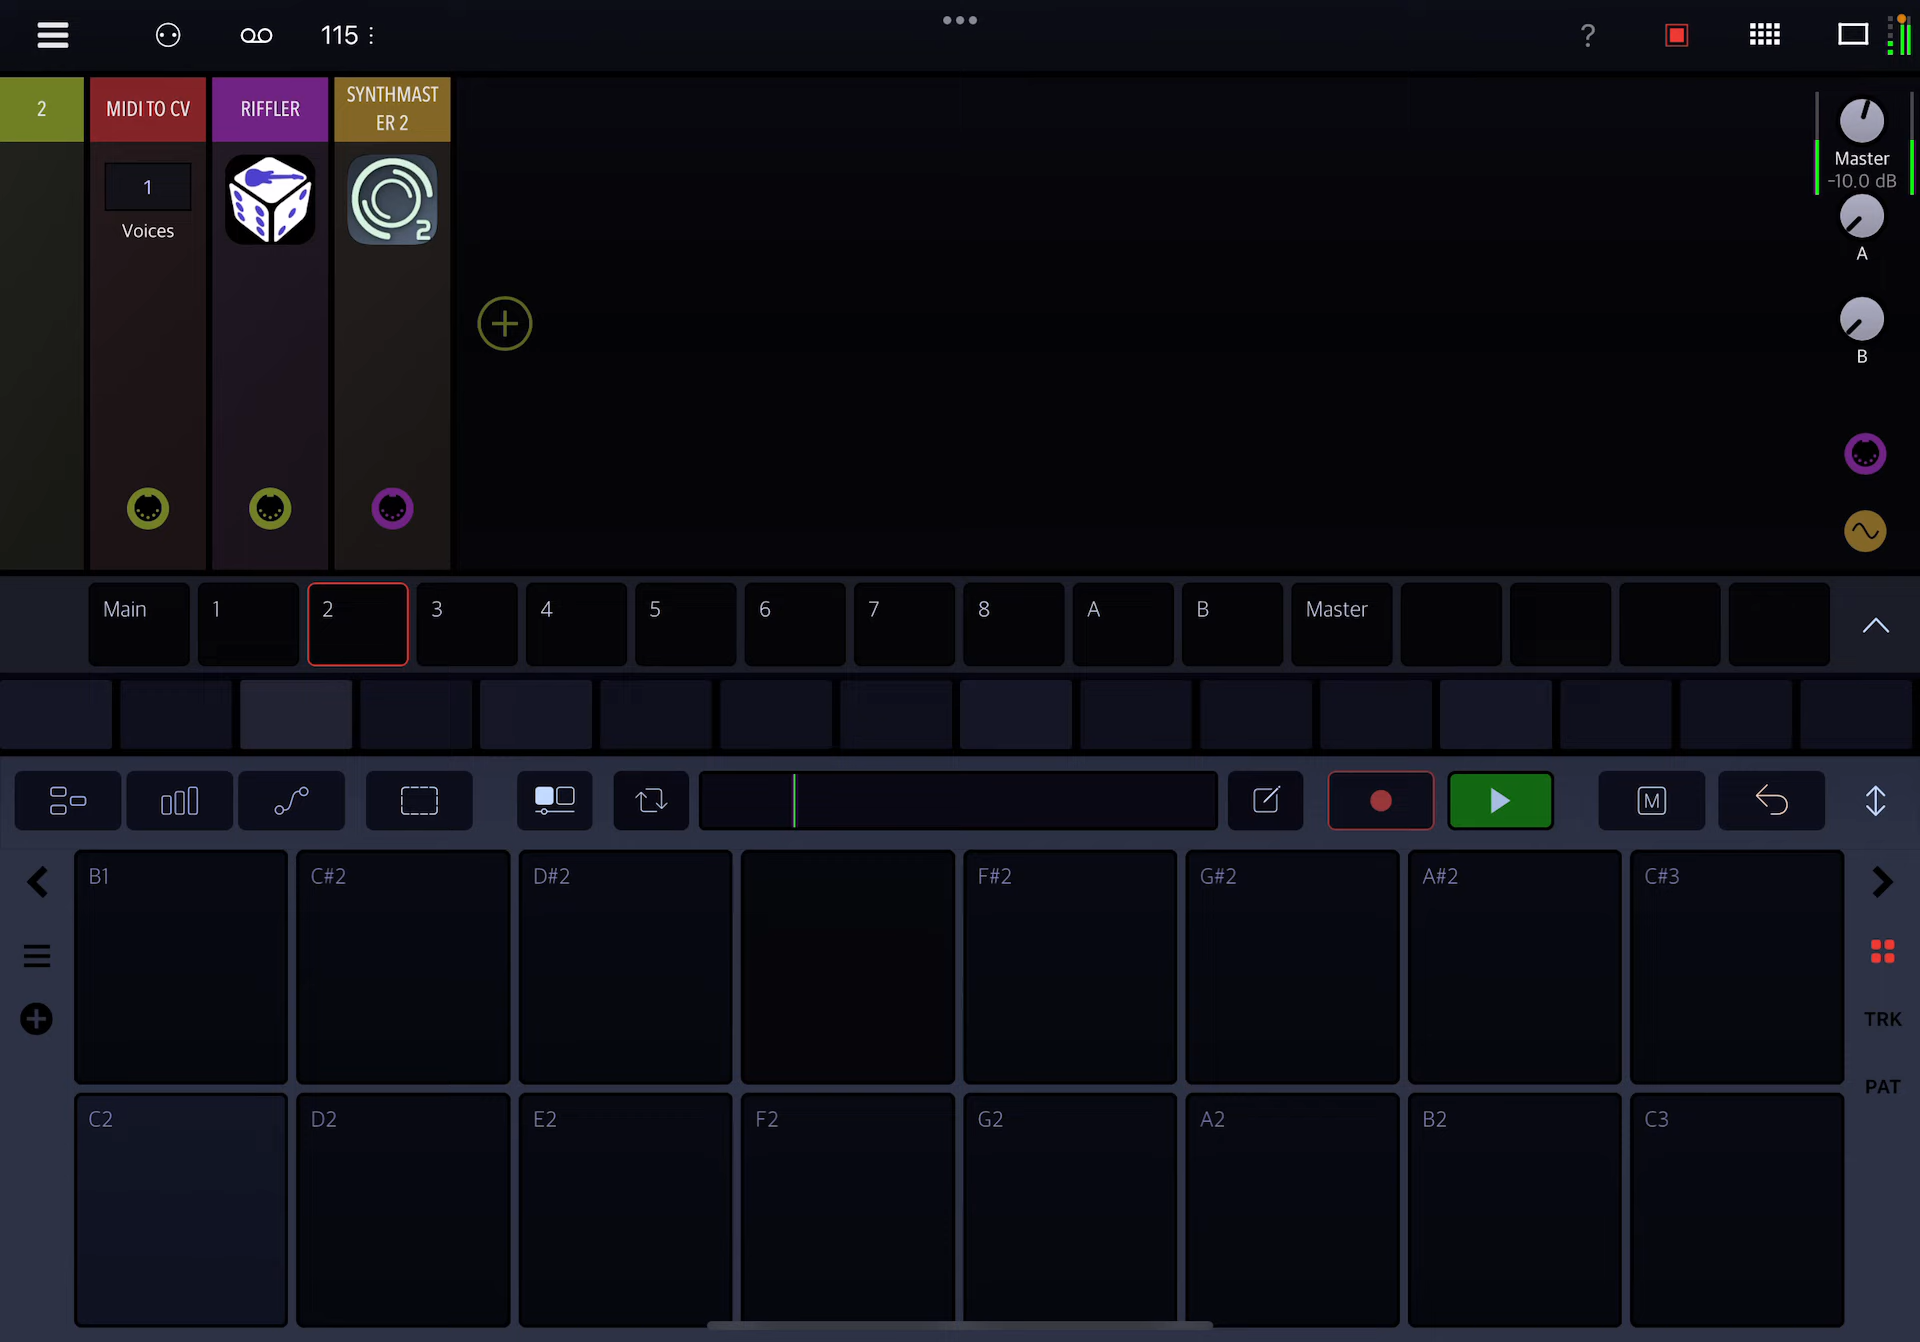 115
?
2
MIDI TO CV
RIFFLER
SYNTHMAST
ER 2
1
Voices
2
Master
-10.0 dB
A
B
Main
1
2
3
4
5
6
7
8
A
B
Master
M
B1
C#2
D#2
F#2
G#2
A#2
C#3
TRK
PAT
C2
D2
E2
F2
G2
A2
B2
C3